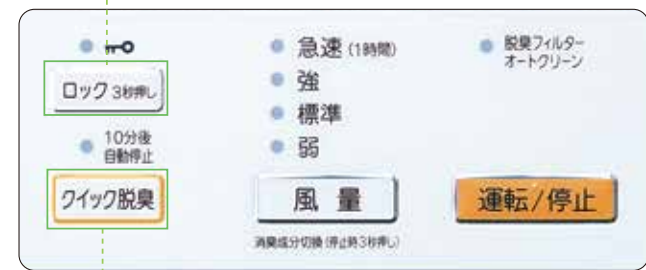 急速(1時間)
脱臭フィルター
オートクリーン
ロック 3秒押し
強
標準
10分後
自動停止
弱
クイック脱臭
風量
運転/停止
消臭成分切換(停止時3秒押し)